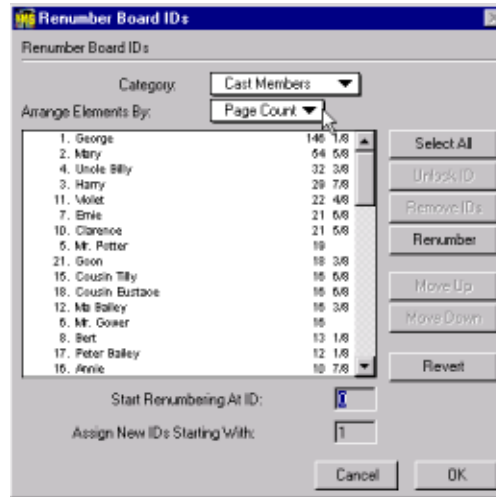 Renumber Board IDs
Renumber Board IDs
Category: Cast Members
Arrange Elements By: Page Count
1. George 146 1/8
2. Mary 54 5/8
4. Uncle Billy 32 3/8
3. Harry 29 7/8
11. Violet 22 4/8
7. Ernie 21 6/8
10. Clarence 21 5/8
5. Mr. Potter 19
21. Goon 18 3/8
15. Cousin Tilly 16 6/8
18. Cousin Eustace 16 6/8
12. Ma Bailey 16 3/8
6. Mr. Gower 16
8. Bert 13 1/8
17. Peter Bailey 12 1/8
16. Annie 10 7/8
Select All
Unlock ID
Remove IDs
Renumber
Move Up
Move Down
Revert
Start Renumbering At ID: 0
Assign New IDs Starting With: 1
Cancel OK